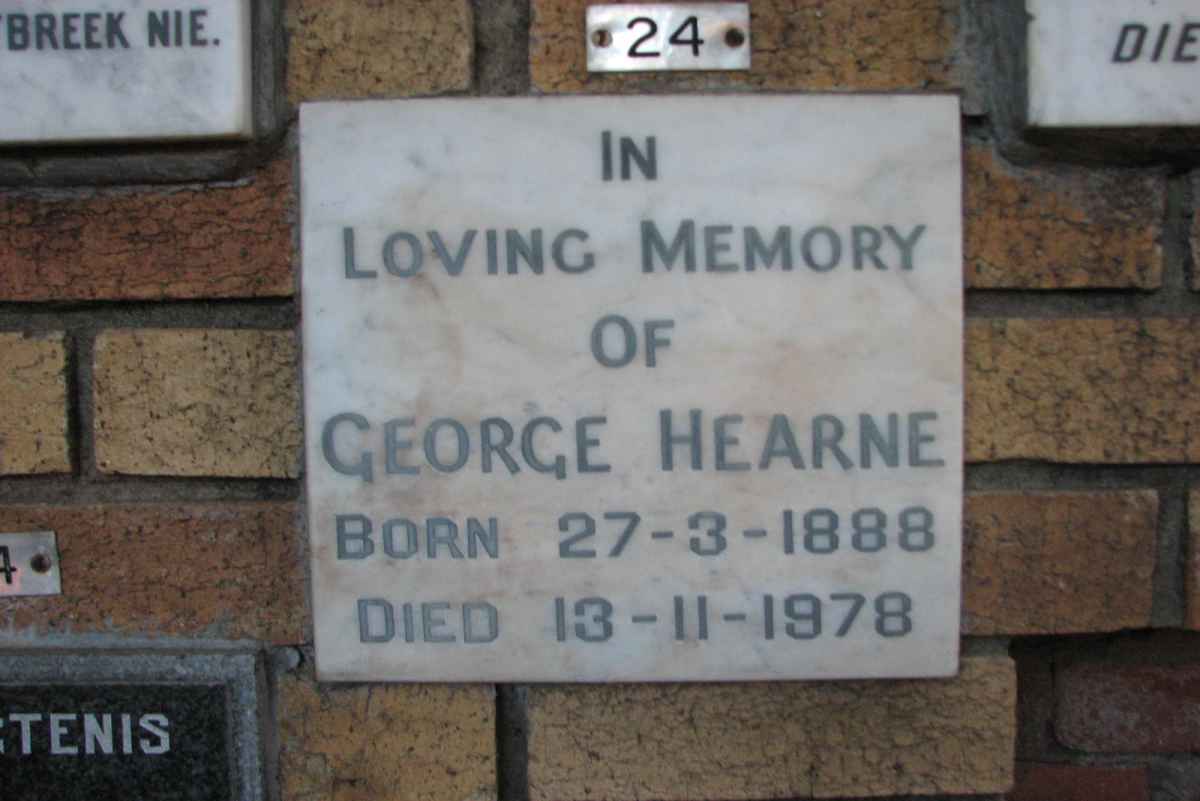 BREEK NIE.
24
DIE
IN
LOVING MEMORY
OF
GEORGE HEARNE
BORN 27-3-1888
DIED 13-11-1978
4
TENIS